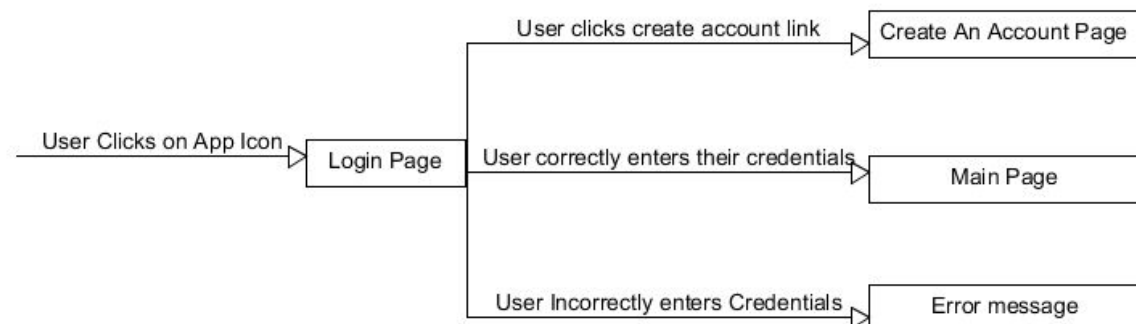 User clicks create account link
Create An Account Page
User Clicks on App Icon
Login Page
User correctly enters their credentials
Main Page
User Incorrectly enters Credentials
Error message